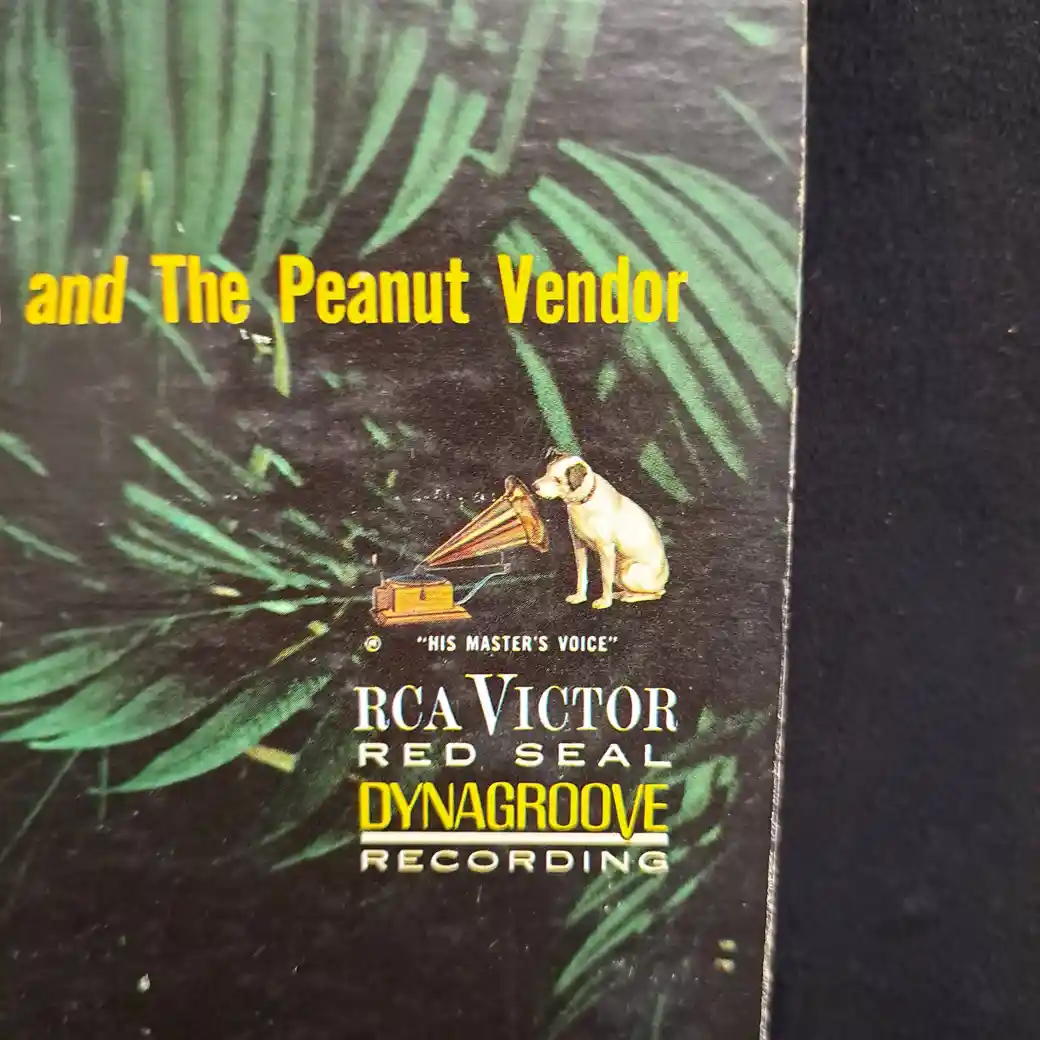 and The Peanut Vendor
® "HIS MASTER'S VOICE"
RCA VICTOR
RED SEAL
DYNAGROOVE
RECORDING